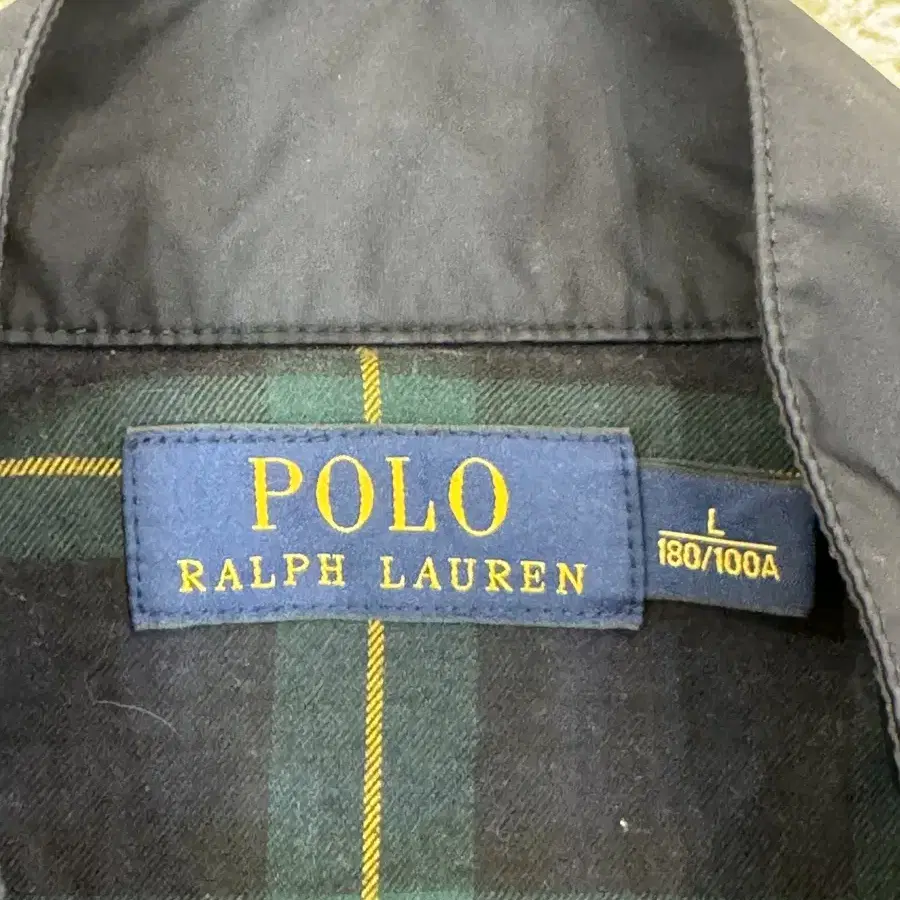 POLO
RALPH LAUREN
L
180/100A